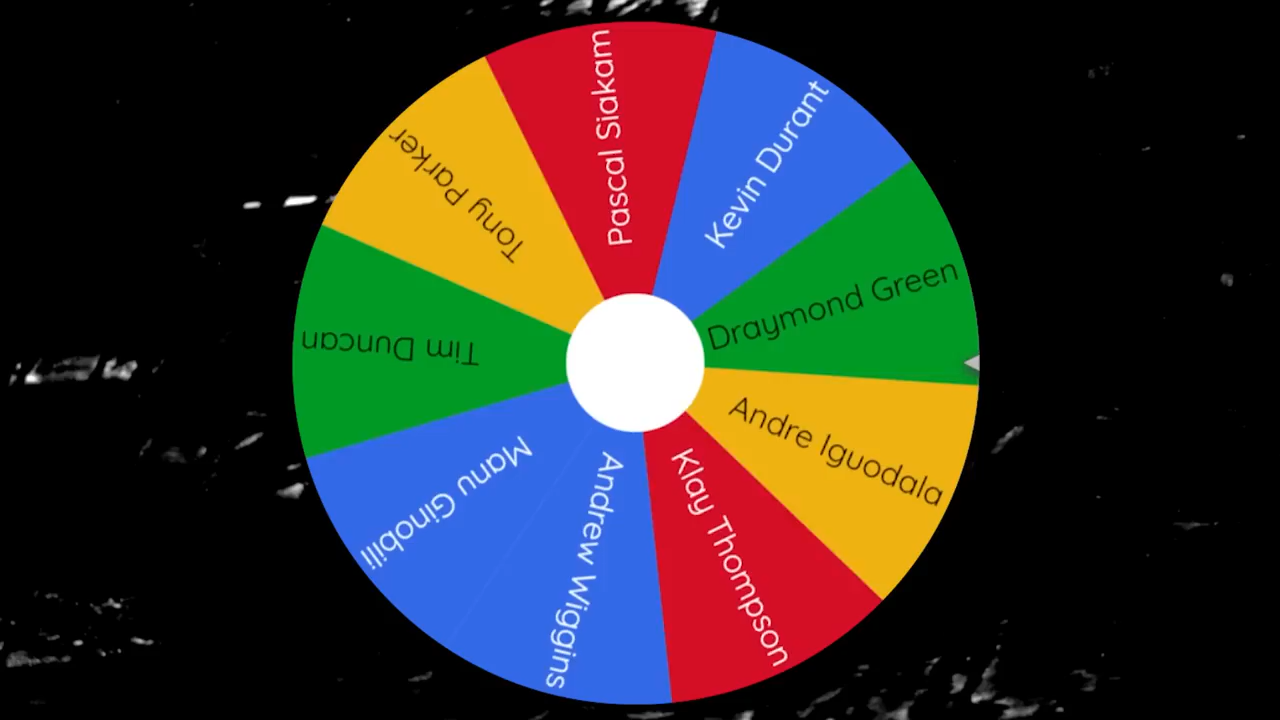 Pascal Siakam
Kevin Durant
Draymond Green
Andre Iguodala
Klay Thompson
Andrew Wiggins
Manu Ginobili
Tim Duncan
Tony Parker